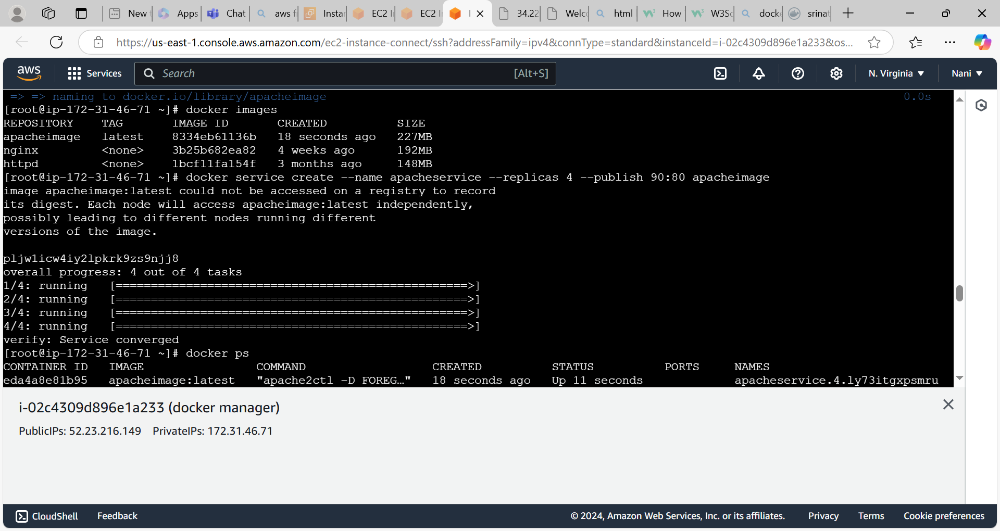 New
Apps
Chat
aws f
Instar
EC2 I
EC2 I
34.22
Welc
html
How
W3Sc
docke
srinat
https://us-east-1.console.aws.amazon.com/ec2-instance-connect/ssh?addressFamily=ipv4&connType=standard&instanceId=i-02c4309d896e1a233&os...
aws
Services
Search
[Alt+S]
N. Virginia
Nani
=> => naming to docker.io/library/apacheimage 0.0s
[root@ip-172-31-46-71 ~]# docker images
REPOSITORY TAG IMAGE ID CREATED SIZE
apacheimage latest 8334eb61136b 18 seconds ago 227MB
nginx <none> 3b25b682ea82 4 weeks ago 192MB
httpd <none> 1bcf11fa154f 3 months ago 148MB
[root@ip-172-31-46-71 ~]# docker service create --name apacheservice --replicas 4 --publish 90:80 apacheimage
image apacheimage:latest could not be accessed on a registry to record
its digest. Each node will access apacheimage:latest independently,
possibly leading to different nodes running different
versions of the image.
pljw1icw4iy2lpkrk9zs9njj8
overall progress: 4 out of 4 tasks
1/4: running [==================================================>]
2/4: running [==================================================>]
3/4: running [==================================================>]
4/4: running [==================================================>]
verify: Service converged
[root@ip-172-31-46-71 ~]# docker ps
CONTAINER ID IMAGE COMMAND CREATED STATUS PORTS NAMES
eda4a8e81b95 apacheimage:latest "apache2ctl -D FOREG…" 18 seconds ago Up 11 seconds apacheservice.4.ly73itgxpsmru
i-02c4309d896e1a233 (docker manager)
PublicIPs: 52.23.216.149 PrivateIPs: 172.31.46.71
CloudShell
Feedback
© 2024, Amazon Web Services, Inc. or its affiliates.
Privacy
Terms
Cookie preferences